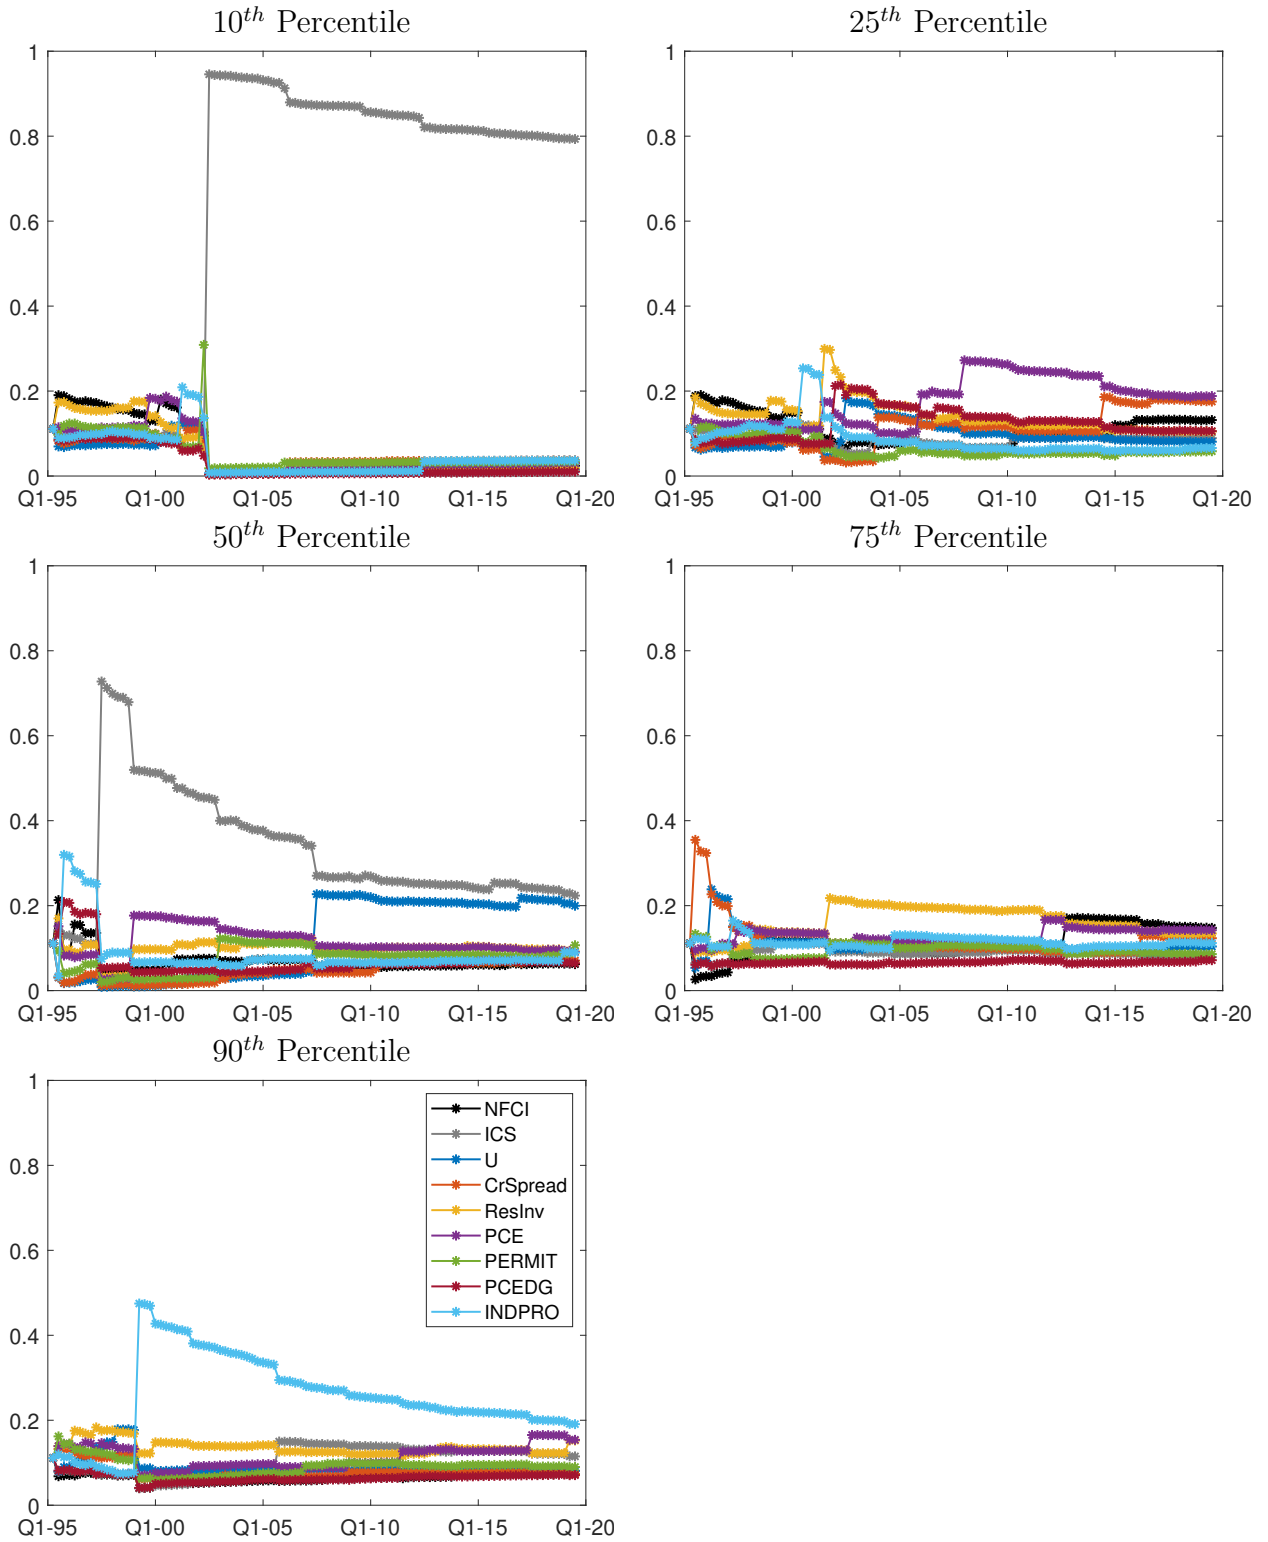 10th Percentile
1
0.8
0.6
0.4
0.2
0
Q1-95 Q1-00 Q1-05 Q1-10 Q1-15 Q1-20
25th Percentile
1
0.8
0.6
0.4
0.2
0
Q1-95 Q1-00 Q1-05 Q1-10 Q1-15 Q1-20
50th Percentile
1
0.8
0.6
0.4
0.2
0
Q1-95 Q1-00 Q1-05 Q1-10 Q1-15 Q1-20
75th Percentile
1
0.8
0.6
0.4
0.2
0
Q1-95 Q1-00 Q1-05 Q1-10 Q1-15 Q1-20
90th Percentile
1
0.8
0.6
0.4
0.2
0
Q1-95 Q1-00 Q1-05 Q1-10 Q1-15 Q1-20
NFCI
ICS
U
CrSpread
ResInv
PCE
PERMIT
PCEDG
INDPRO